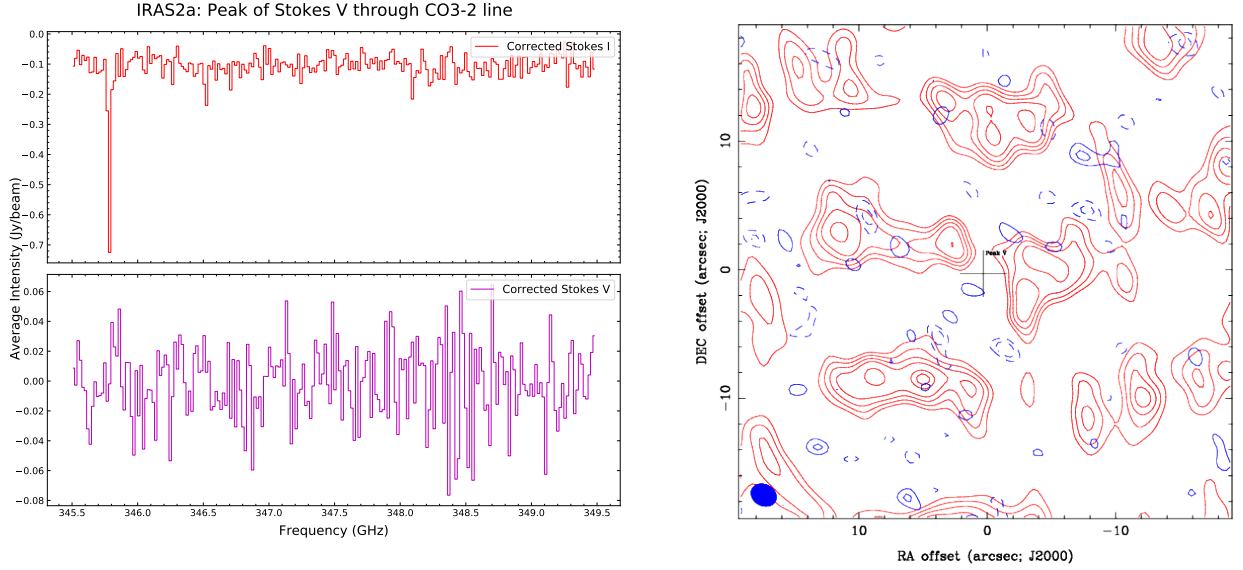 IRAS2a: Peak of Stokes V through CO3-2 line
Average Intensity (Jy/beam)
0.0
−0.1
−0.2
−0.3
−0.4
−0.5
−0.6
−0.7
Corrected Stokes I
0.06
0.04
0.02
0.00
−0.02
−0.04
−0.06
−0.08
Corrected Stokes V
345.5 346.0 346.5 347.0 347.5 348.0 348.5 349.0 349.5
Frequency (GHz)
DEC offset (arcsec; J2000)
10
0
−10
Peak V
10 0 −10
RA offset (arcsec; J2000)